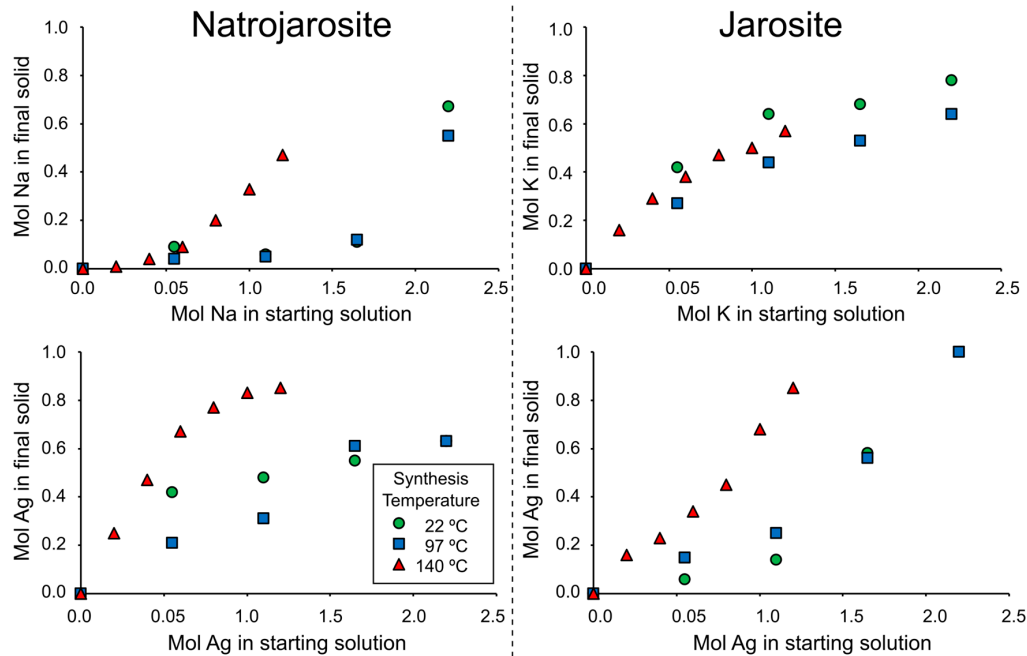 Natrojarosite
Jarosite
Mol Na in final solid
1.0
0.8
0.6
0.4
0.2
0.0
0.0 0.05 1.0 1.5 2.0 2.5
Mol Na in starting solution
Mol K in final solid
1.0
0.8
0.6
0.4
0.2
0.0
0.0 0.05 1.0 1.5 2.0 2.5
Mol K in starting solution
Mol Ag in final solid
1.0
0.8
0.6
0.4
0.2
0.0
0.0 0.05 1.0 1.5 2.0 2.5
Mol Ag in starting solution
Synthesis
Temperature
22 ºC
97 ºC
140 ºC
Mol Ag in final solid
1.0
0.8
0.6
0.4
0.2
0.0
0.0 0.05 1.0 1.5 2.0 2.5
Mol Ag in starting solution